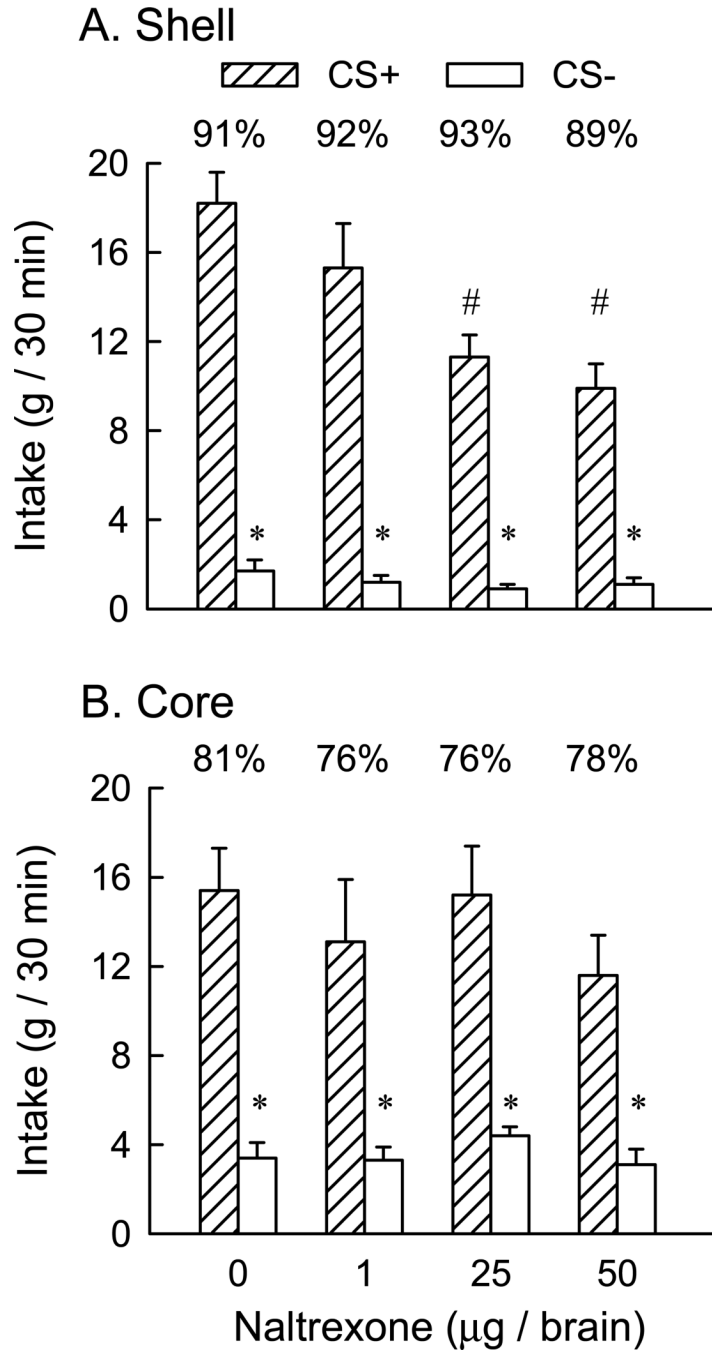 A. Shell
CS+ CS-
91% 92% 93% 89%
20
16
12
8
4
0
Intake (g / 30 min)
# #
* * * *
B. Core
81% 76% 76% 78%
20
16
12
8
4
0
Intake (g / 30 min)
* * * *
0 1 25 50
Naltrexone (μg / brain)